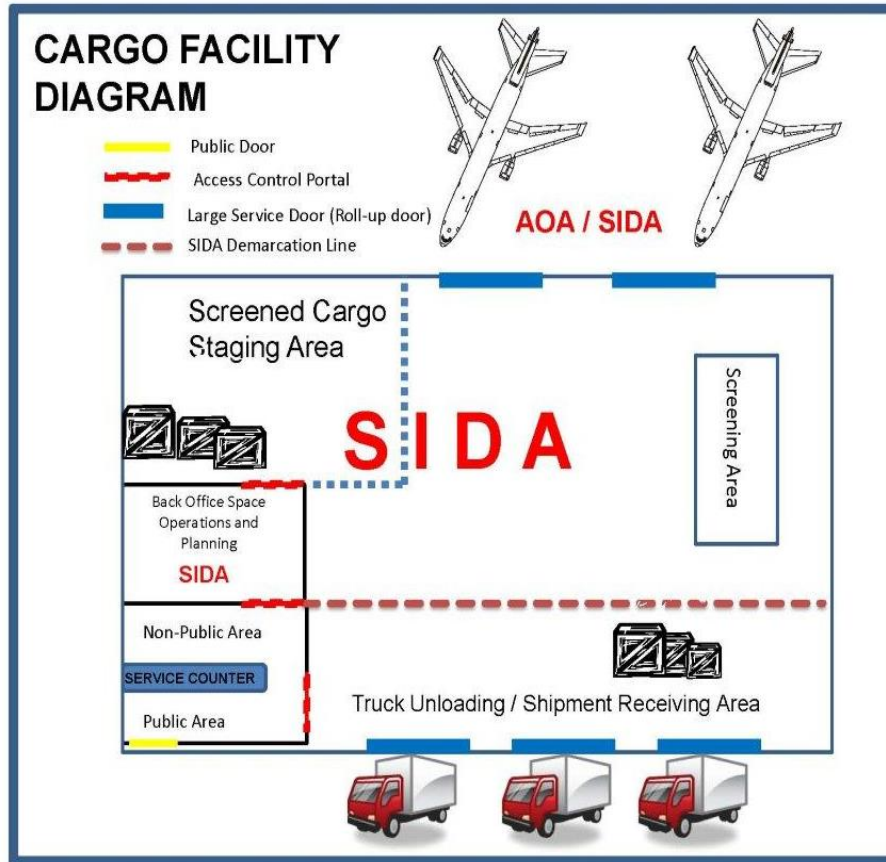 CARGO FACILITY
DIAGRAM
Public Door
Access Control Portal
Large Service Door (Roll-up door)
SIDA Demarcation Line
AOA / SIDA
Screened Cargo
Staging Area
SIDA
Screening Area
Back Office Space
Operations and
Planning
SIDA
Non-Public Area
SERVICE COUNTER
Public Area
Truck Unloading / Shipment Receiving Area